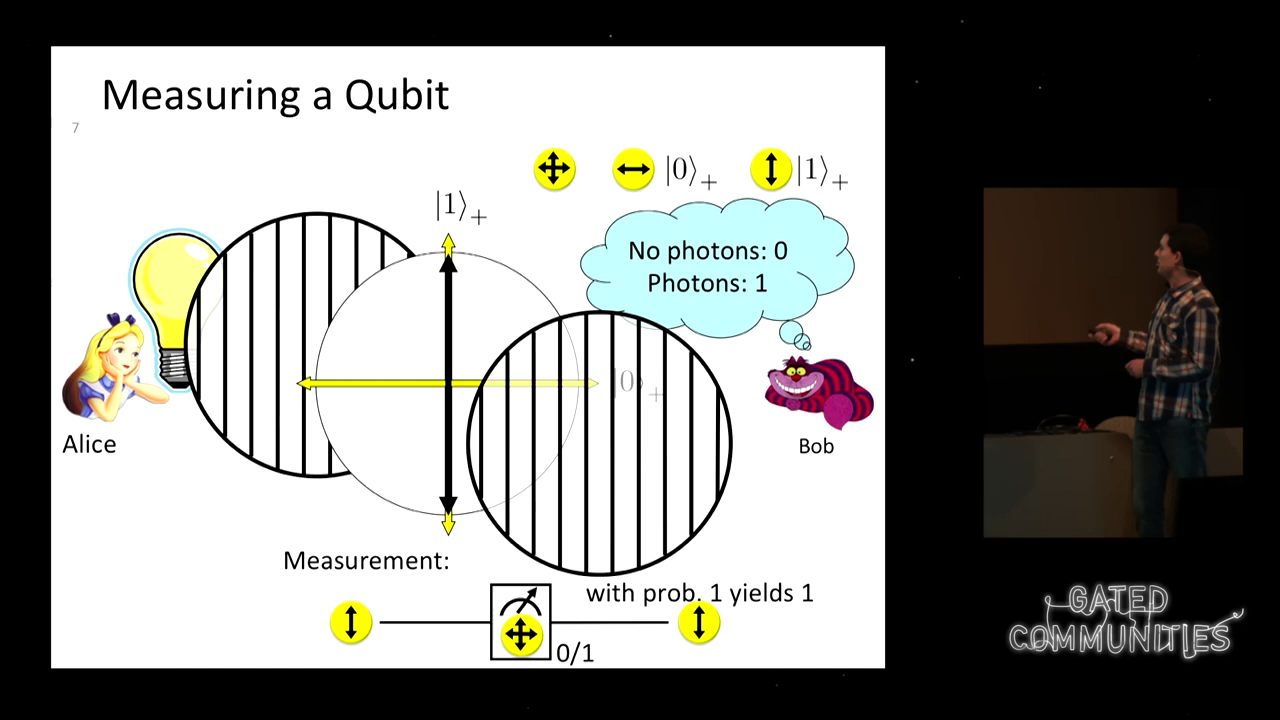 Measuring a Qubit
7
|0⟩+
|1⟩+
|1⟩+
No photons: 0
Photons: 1
|0⟩+
Alice
Bob
Measurement:
with prob. 1 yields 1
0/1
GATED
COMMUNITIES